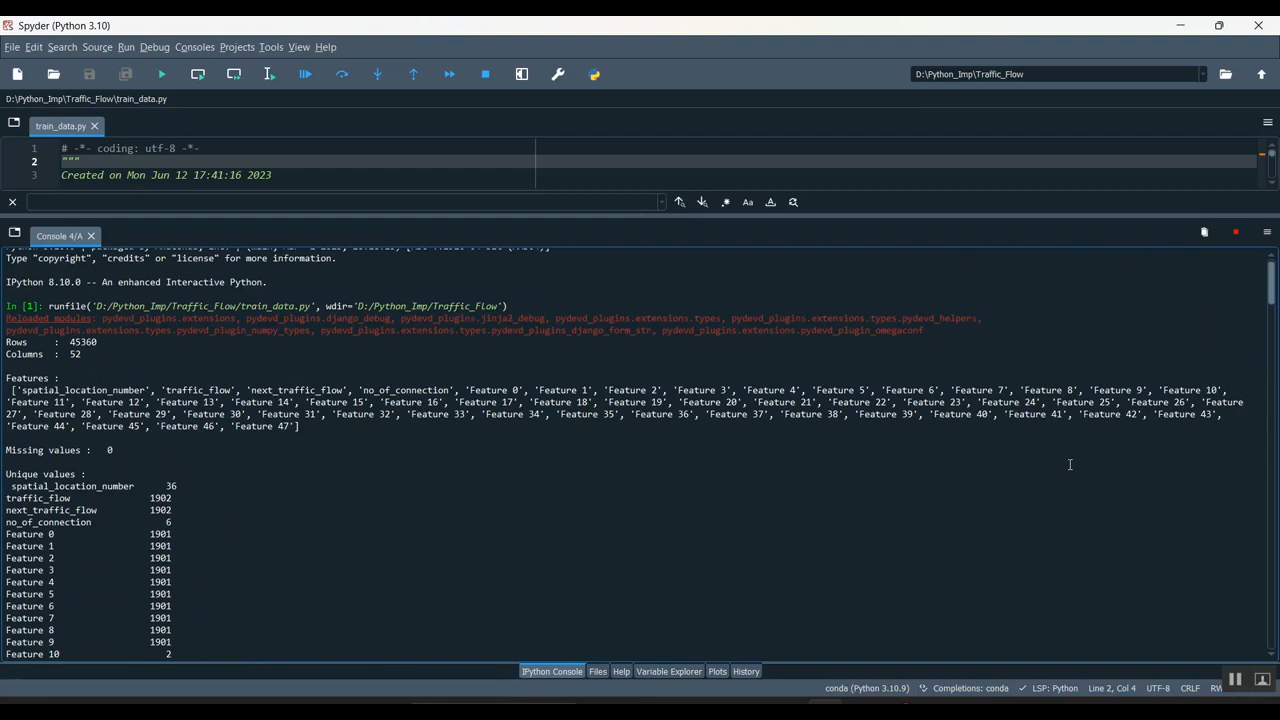 Spyder (Python 3.10)
File Edit Search Source Run Debug Consoles Projects Tools View Help
D:\Python_Imp\Traffic_Flow
D:\Python_Imp\Traffic_Flow\train_data.py
train_data.py
1 # -*- coding: utf-8 -*-
2 """
3 Created on Mon Jun 12 17:41:16 2023
Aa
Console 4/A
Type "copyright", "credits" or "license" for more information.
IPython 8.10.0 -- An enhanced Interactive Python.
In [1]: runfile('D:/Python_Imp/Traffic_Flow/train_data.py', wdir='D:/Python_Imp/Traffic_Flow')
Reloaded modules: pydevd_plugins.extensions, pydevd_plugins.django_debug, pydevd_plugins.jinja2_debug, pydevd_plugins.extensions.types, pydevd_plugins.extensions.types.pydevd_helpers,
pydevd_plugins.extensions.types.pydevd_plugin_numpy_types, pydevd_plugins.extensions.types.pydevd_plugins_django_form_str, pydevd_plugins.extensions.pydevd_plugin_omegaconf
Rows : 45360
Columns : 52
Features :
['spatial_location_number', 'traffic_flow', 'next_traffic_flow', 'no_of_connection', 'Feature 0', 'Feature 1', 'Feature 2', 'Feature 3', 'Feature 4', 'Feature 5', 'Feature 6', 'Feature 7', 'Feature 8', 'Feature 9', 'Feature 10',
'Feature 11', 'Feature 12', 'Feature 13', 'Feature 14', 'Feature 15', 'Feature 16', 'Feature 17', 'Feature 18', 'Feature 19', 'Feature 20', 'Feature 21', 'Feature 22', 'Feature 23', 'Feature 24', 'Feature 25', 'Feature 26', 'Feature
27', 'Feature 28', 'Feature 29', 'Feature 30', 'Feature 31', 'Feature 32', 'Feature 33', 'Feature 34', 'Feature 35', 'Feature 36', 'Feature 37', 'Feature 38', 'Feature 39', 'Feature 40', 'Feature 41', 'Feature 42', 'Feature 43',
'Feature 44', 'Feature 45', 'Feature 46', 'Feature 47']
Missing values : 0
Unique values :
spatial_location_number 36
traffic_flow 1902
next_traffic_flow 1902
no_of_connection 6
Feature 0 1901
Feature 1 1901
Feature 2 1901
Feature 3 1901
Feature 4 1901
Feature 5 1901
Feature 6 1901
Feature 7 1901
Feature 8 1901
Feature 9 1901
Feature 10 2
IPython Console Files Help Variable Explorer Plots History
conda (Python 3.10.9) Completions: conda LSP: Python Line 2, Col 4 UTF-8 CRLF RW